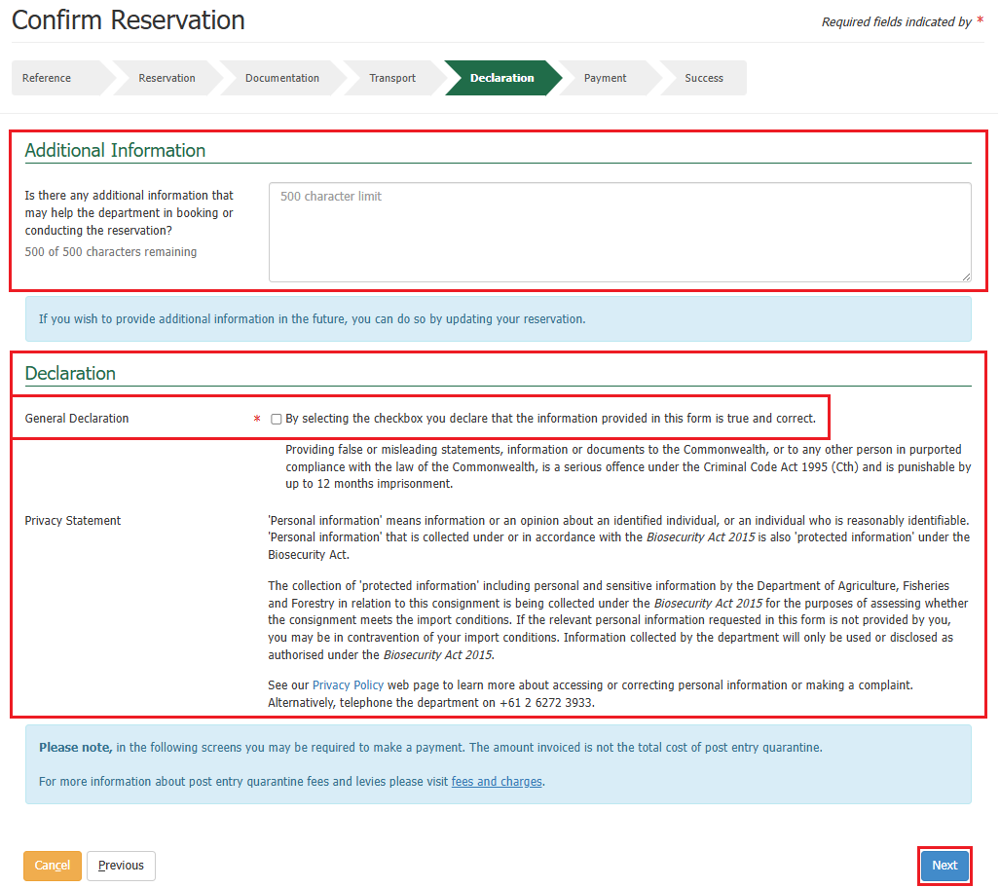 Confirm Reservation
Required fields indicated by *
Reference
Reservation
Documentation
Transport
Declaration
Payment
Success
Additional Information
Is there any additional information that
may help the department in booking or
conducting the reservation?
500 of 500 characters remaining
500 character limit
If you wish to provide additional information in the future, you can do so by updating your reservation.
Declaration
General Declaration
* By selecting the checkbox you declare that the information provided in this form is true and correct.
Providing false or misleading statements, information or documents to the Commonwealth, or to any other person in purported
compliance with the law of the Commonwealth, is a serious offence under the Criminal Code Act 1995 (Cth) and is punishable by
up to 12 months imprisonment.
Privacy Statement
'Personal information' means information or an opinion about an identified individual, or an individual who is reasonably identifiable.
'Personal information' that is collected under or in accordance with the Biosecurity Act 2015 is also 'protected information' under the
Biosecurity Act.
The collection of 'protected information' including personal and sensitive information by the Department of Agriculture, Fisheries
and Forestry in relation to this consignment is being collected under the Biosecurity Act 2015 for the purposes of assessing whether
the consignment meets the import conditions. If the relevant personal information requested in this form is not provided by you,
you may be in contravention of your import conditions. Information collected by the department will only be used or disclosed as
authorised under the Biosecurity Act 2015.
See our Privacy Policy web page to learn more about accessing or correcting personal information or making a complaint.
Alternatively, telephone the department on +61 2 6272 3933.
Please note, in the following screens you may be required to make a payment. The amount invoiced is not the total cost of post entry quarantine.
For more information about post entry quarantine fees and levies please visit fees and charges.
Cancel
Previous
Next